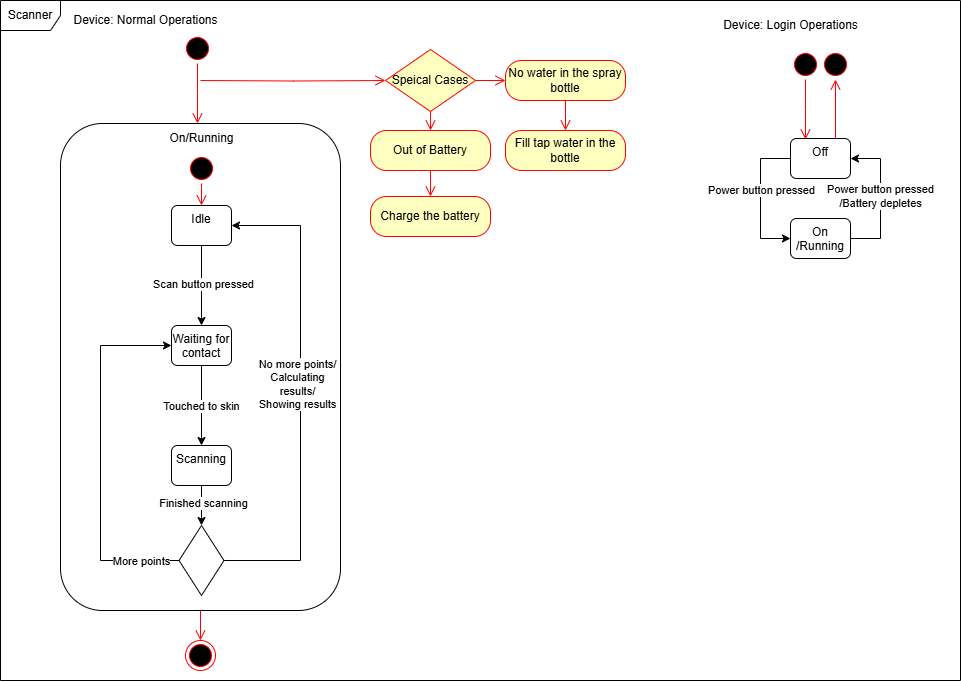 Scanner
Device: Normal Operations
Device: Login Operations
Speical Cases
No water in the spray
bottle
Out of Battery
Fill tap water in the
bottle
Charge the battery
On/Running
Idle
Scan button pressed
Waiting for
contact
No more points/
Calculating
results/
Showing results
Touched to skin
Scanning
Finished scanning
More points
Off
Power button pressed
Power button pressed
/Battery depletes
On
/Running